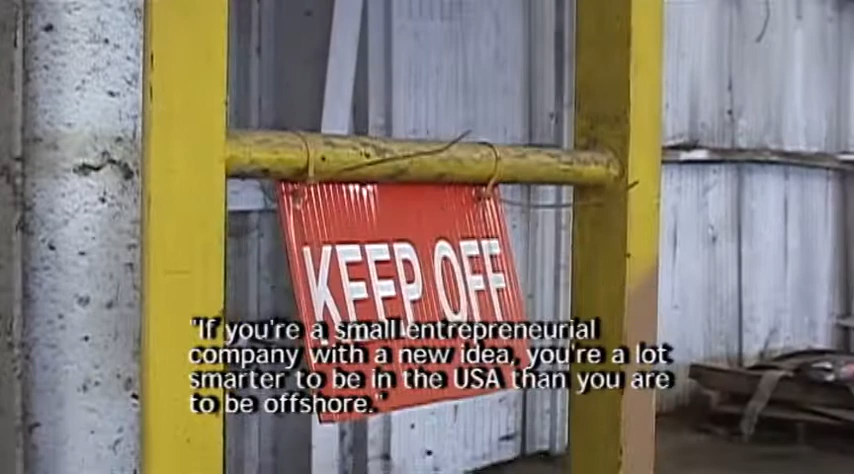 KEEP OFF
"If you're a small entrepreneurial
company with a new idea, you're a lot
smarter to be in the USA than you are
to be offshore."